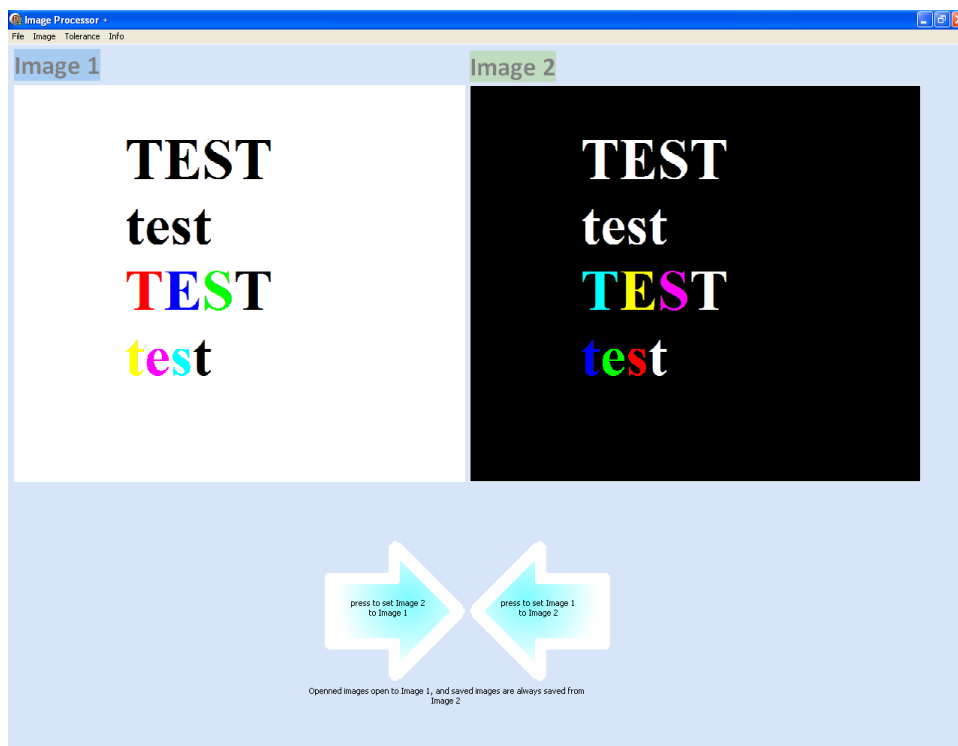 Image Processor +
File Image Tolerance Info
Image 1
Image 2
TEST
test
TEST
test
TEST
test
TEST
test
press to set Image 2
to Image 1
press to set Image 1
to Image 2
Openned images open to Image 1, and saved images are always saved from
Image 2